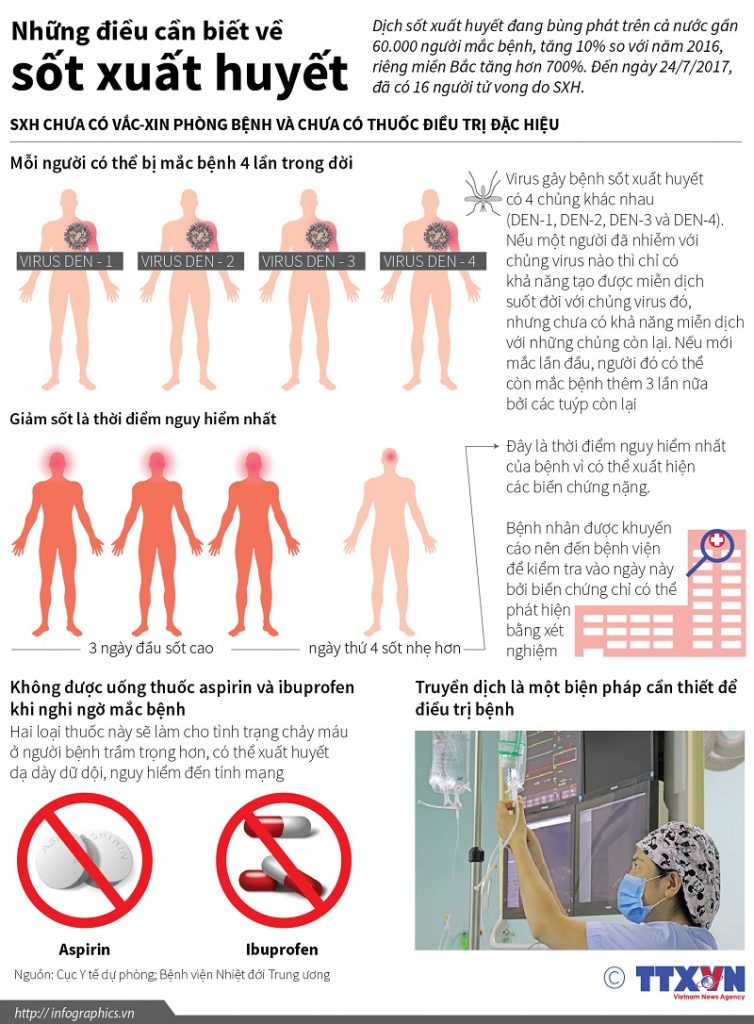 Những điều cần biết về
sốt xuất huyết
Dịch sốt xuất huyết đang bùng phát trên cả nước gần
60.000 người mắc bệnh, tăng 10% so với năm 2016,
riêng miền Bắc tăng hơn 700%. Đến ngày 24/7/2017,
đã có 16 người tử vong do SXH.
SXH CHƯA CÓ VẮC-XIN PHÒNG BỆNH VÀ CHƯA CÓ THUỐC ĐIỀU TRỊ ĐẶC HIỆU
Mỗi người có thể bị mắc bệnh 4 lần trong đời
VIRUS DEN - 1
VIRUS DEN - 2
VIRUS DEN - 3
VIRUS DEN - 4
Virus gây bệnh sốt xuất huyết
có 4 chủng khác nhau
(DEN-1, DEN-2, DEN-3 và DEN-4).
Nếu một người đã nhiễm với
chủng virus nào thì chỉ có
khả năng tạo được miễn dịch
suốt đời với chủng virus đó,
nhưng chưa có khả năng miễn dịch
với những chủng còn lại. Nếu mới
mắc lần đầu, người đó có thể
còn mắc bệnh thêm 3 lần nữa
bởi các tuýp còn lại
Giảm sốt là thời điểm nguy hiểm nhất
3 ngày đầu sốt cao
ngày thứ 4 sốt nhẹ hơn
Đây là thời điểm nguy hiểm nhất
của bệnh vì có thể xuất hiện
các biến chứng nặng.
Bệnh nhân được khuyến
cáo nên đến bệnh viện
để kiểm tra vào ngày này
bởi biến chứng chỉ có thể
phát hiện
bằng xét
nghiệm
Không được uống thuốc aspirin và ibuprofen
khi nghi ngờ mắc bệnh
Hai loại thuốc này sẽ làm cho tình trạng chảy máu
ở người bệnh trầm trọng hơn, có thể xuất huyết
dạ dày dữ dội, nguy hiểm đến tính mạng
Aspirin
Ibuprofen
Truyền dịch là một biện pháp cần thiết để
điều trị bệnh
Nguồn: Cục Y tế dự phòng; Bệnh viện Nhiệt đới Trung ương
© TTXVN
Vietnam News Agency
http:// infographics.vn